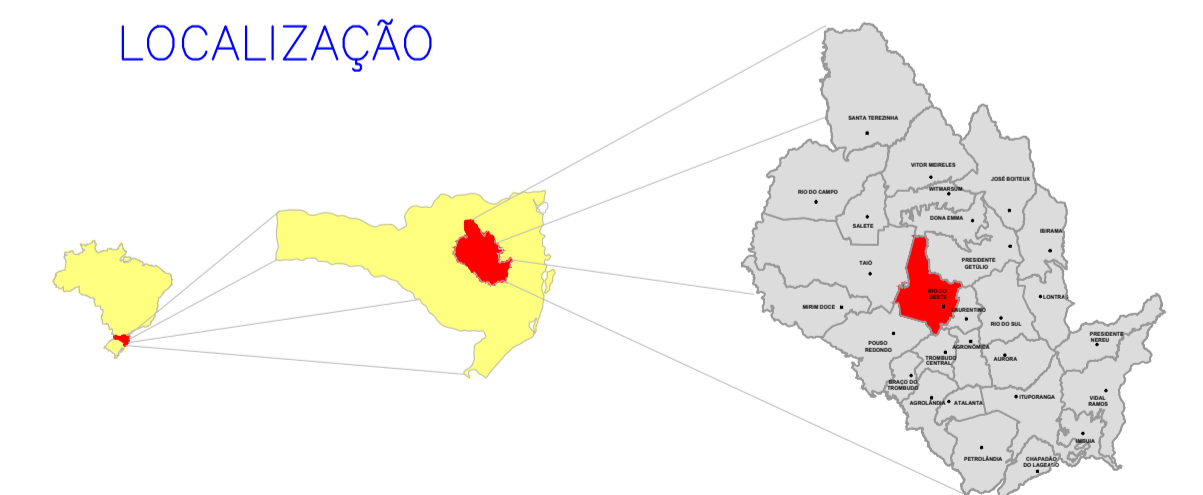 LOCALIZAÇÃO
SANTA TEREZINHA
VITOR MEIRELES
JOSÉ BOITEUX
RIO DO CAMPO
WITMARSUM
DONA EMMA
SALETE
IBIRAMA
TAIÓ
PRESIDENTE
GETÚLIO
RIO DO
OESTE
LONTRAS
MIRIM DOCE
LAURENTINO
RIO DO SUL
PRESIDENTE
NEREU
POUSO
REDONDO
AGRONÔMICA
TROMBUDO
CENTRAL
AURORA
BRAÇO DO
TROMBUDO
AGROLÂNDIA
ATALANTA
ITUPORANGA
VIDAL
RAMOS
IMBUIA
PETROLÂNDIA
CHAPADÃO
DO LAGEADO